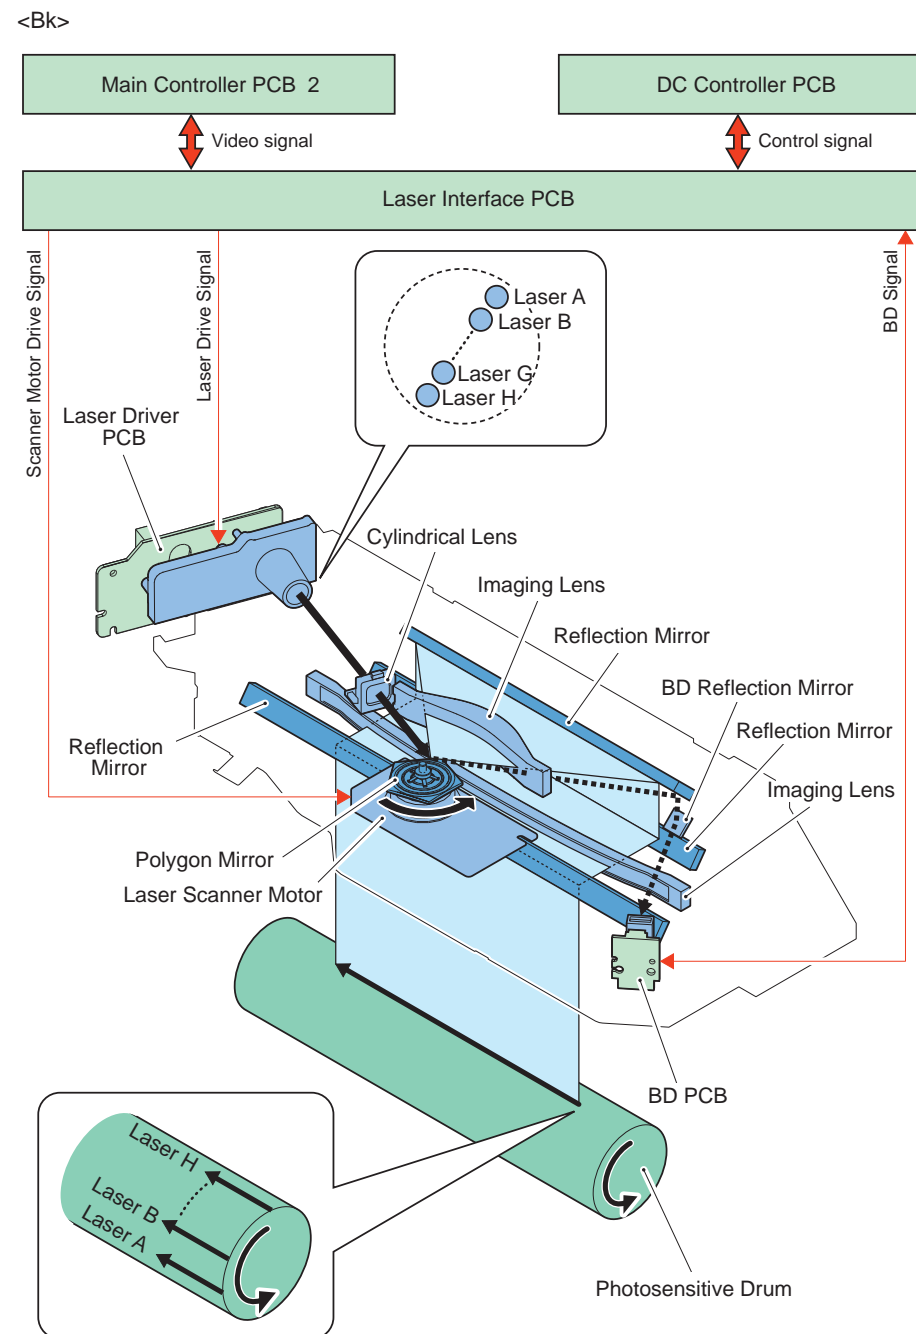 <Bk>
Main Controller PCB 2
DC Controller PCB
Video signal
Control signal
Laser Interface PCB
Scanner Motor Drive Signal
Laser Drive Signal
BD Signal
Laser A
Laser B
Laser G
Laser H
Laser Driver
PCB
Cylindrical Lens
Imaging Lens
Reflection Mirror
BD Reflection Mirror
Reflection Mirror
Reflection
Mirror
Imaging Lens
Polygon Mirror
Laser Scanner Motor
BD PCB
Laser H
Laser B
Laser A
Photosensitive Drum